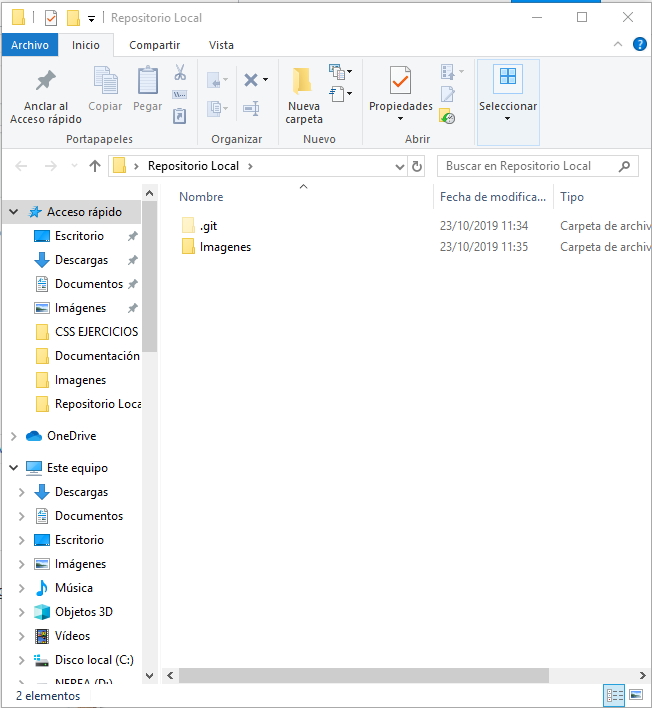 Repositorio Local
Archivo Inicio Compartir Vista
Anclar al Acceso rápido
Copiar
Pegar
Nueva carpeta
Propiedades
Seleccionar
Portapapeles Organizar Nuevo Abrir
Repositorio Local
Buscar en Repositorio Local
Nombre Fecha de modifica... Tipo
.git 23/10/2019 11:34 Carpeta de archiv
Imagenes 23/10/2019 11:35 Carpeta de archiv
Acceso rápido
Escritorio
Descargas
Documentos
Imágenes
CSS EJERCICIOS
Documentación
Imagenes
Repositorio Loca
OneDrive
Este equipo
Descargas
Documentos
Escritorio
Imágenes
Música
Objetos 3D
Vídeos
Disco local (C:)
NEREA (D:)
2 elementos